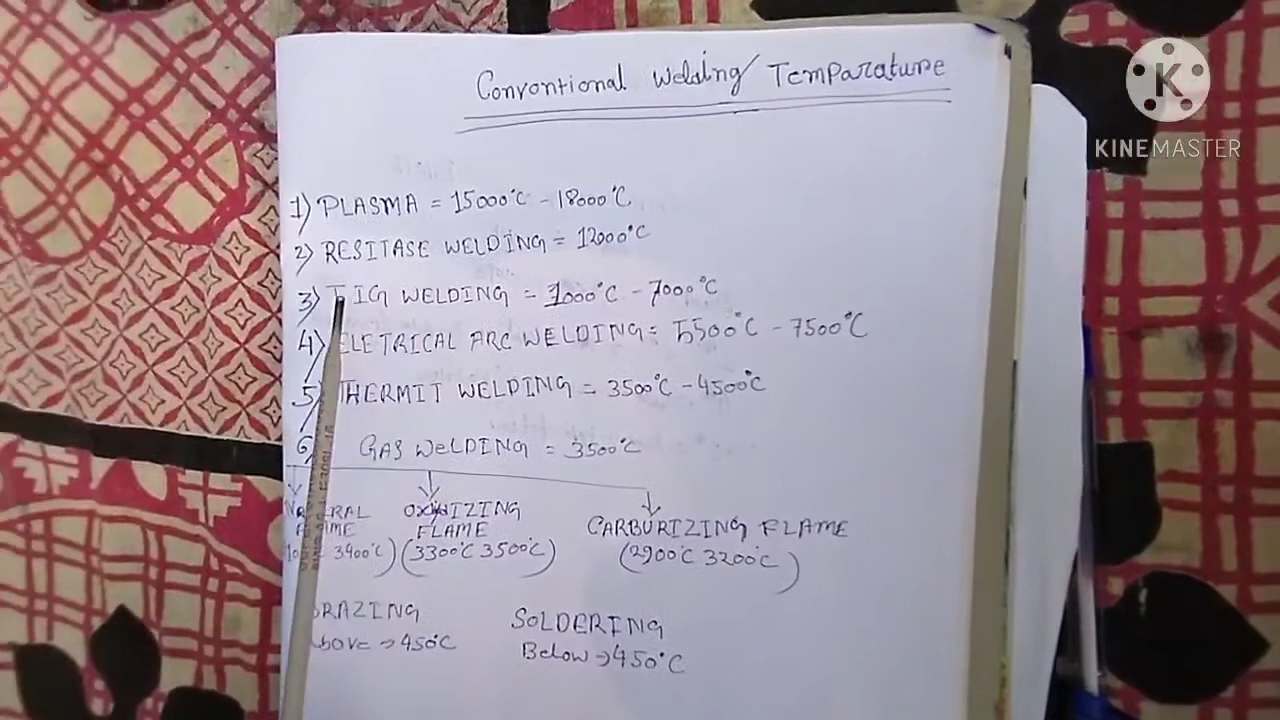 Conventional Welding Temparature
K
KINEMASTER
1) PLASMA = 15000°C - 18000°C
2) RESITASE WELDING = 12000°C
3) TIG WELDING = 1000°C - 7000°C
4) ELETRICAL ARC WELDING = 5500°C - 7500°C
5) THERMIT WELDING = 3500°C - 4500°C
6 GAS WELDING = 3500°C
OXIDIZING
FLAME
(3300°C 3500°C)
CARBURIZING FLAME
(2900°C 3200°C)
SOLDERING
→ 450°C
Below → 450°C